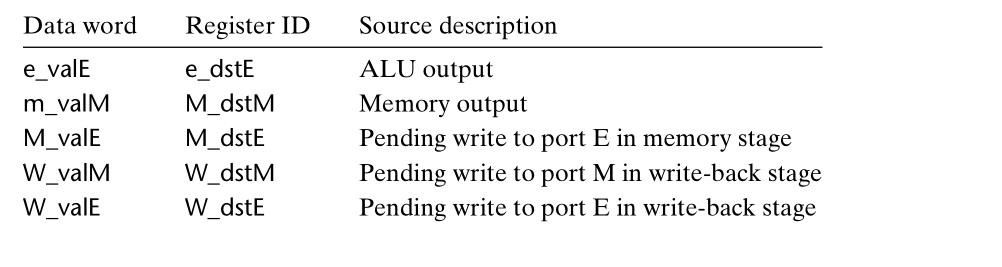 Data word Register ID Source description
e_valE e_dstE ALU output
m_valM M_dstM Memory output
M_valE M_dstE Pending write to port E in memory stage
W_valM W_dstM Pending write to port M in write-back stage
W_valE W_dstE Pending write to port E in write-back stage